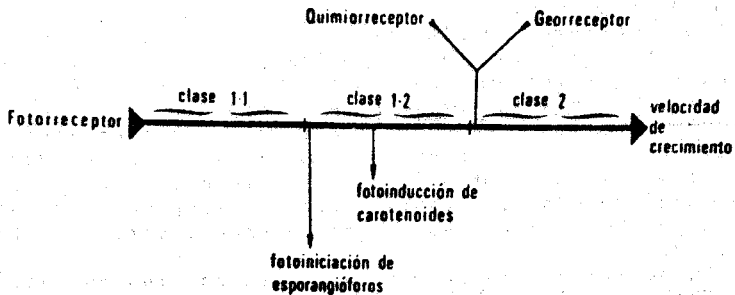 Quimiorreceptor
Georreceptor
clase 1-1
clase 1-2
clase 2
Fotorreceptor
velocidad
de
crecimiento
fotoinducción de
carotenoides
fotoiniciación de
esporangióforos